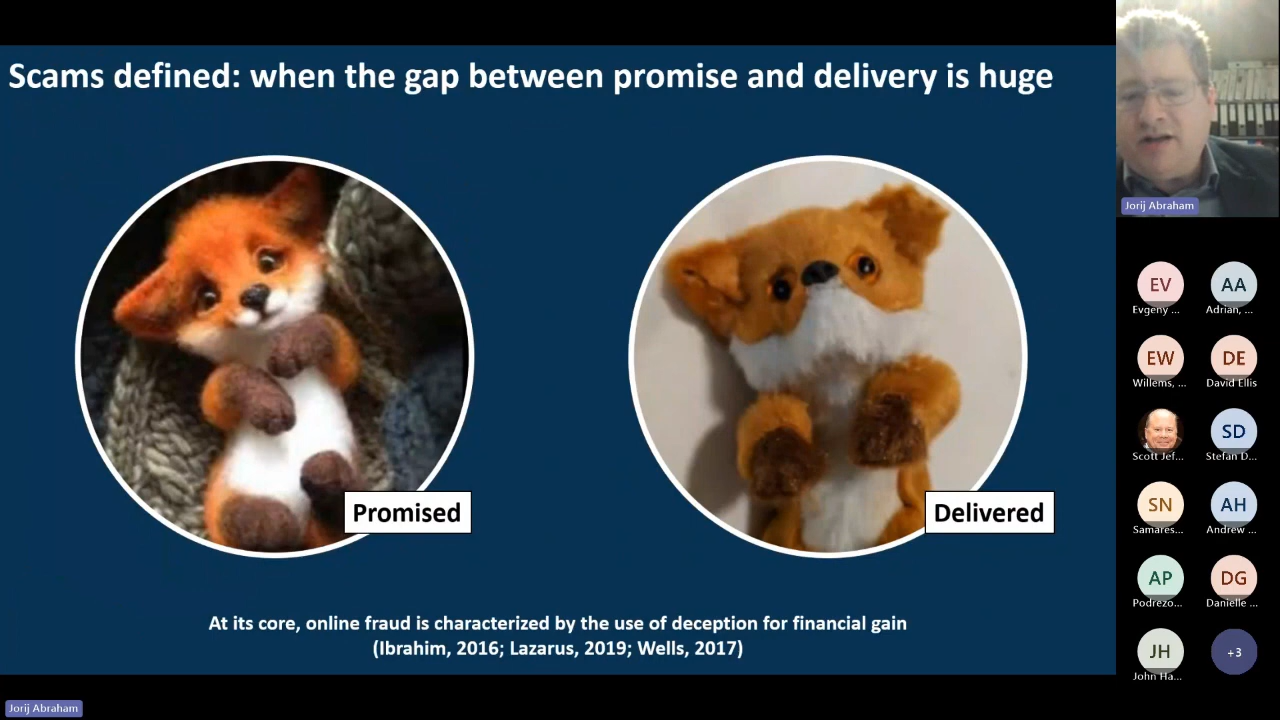 Scams defined: when the gap between promise and delivery is huge
Promised
Delivered
At its core, online fraud is characterized by the use of deception for financial gain
(Ibrahim, 2016; Lazarus, 2019; Wells, 2017)
Jorij Abraham
Jorij Abraham
EV
AA
Evgeny ...
Adrian, ...
EW
DE
Willems, ...
David Ellis
SD
Scott Jef...
Stefan D...
SN
AH
Samares...
Andrew ...
AP
DG
Podrezo...
Danielle ...
JH
+3
John Ha...